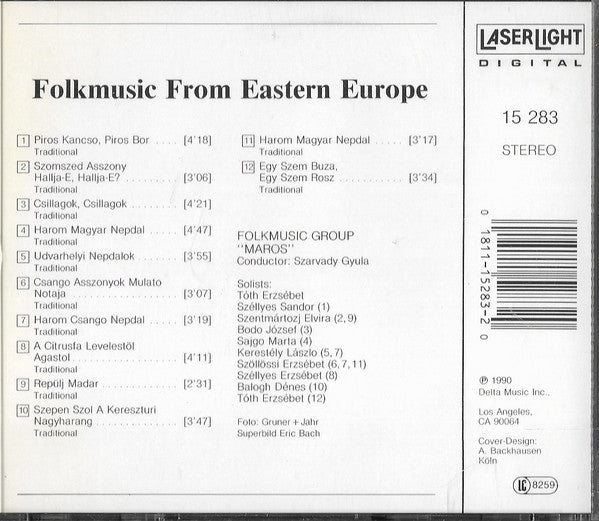 Folkmusic From Eastern Europe
1 Piros Kancso, Piros Bor .... [4'18]
Traditional
2 Szomszed Asszony
Hallja-E, Hallja-E? .......... [3'06]
Traditional
3 Csillagok, Csillagok ........ [4'21]
Traditional
4 Harom Magyar Nepdal ..... [4'47]
Traditional
5 Udvarhelyi Nepdalok ....... [3'55]
Traditional
6 Csango Asszonyok Mulato
Notaja ................ [3'07]
Traditional
7 Harom Csango Nepdal ..... [3'19]
Traditional
8 A Citrusfa Levelestöl
Agastol ................ [4'11]
Traditional
9 Repülj Madar ............ [2'31]
Traditional
10 Szepen Szol A Kereszturi
Nagyharang ............. [3'47]
Traditional
11 Harom Magyar Nepdal ..... [3'17]
Traditional
12 Egy Szem Buza,
Egy Szem Rosz .......... [3'34]
Traditional
FOLKMUSIC GROUP
"MAROS"
Conductor: Szarvady Gyula
Solists:
Tóth Erzsébet
Széllyes Sandor (1)
Szentmártozj Elvira (2, 9)
Bodo József (3)
Sajgo Marta (4)
Kerestély László (5, 7)
Szöllössi Erzsébet (6, 7, 11)
Széllyes Erzsébet (8)
Balogh Dénes (10)
Tóth Erzsébet (12)
Foto: Gruner + Jahr
Superbild Eric Bach
LASERLIGHT
DIGITAL
15 283
STEREO
0 1811-15283-2 0
℗ 1990
Delta Music Inc.,
Los Angeles,
CA 90064
Cover-Design:
A. Backhausen
Köln
LC 8259